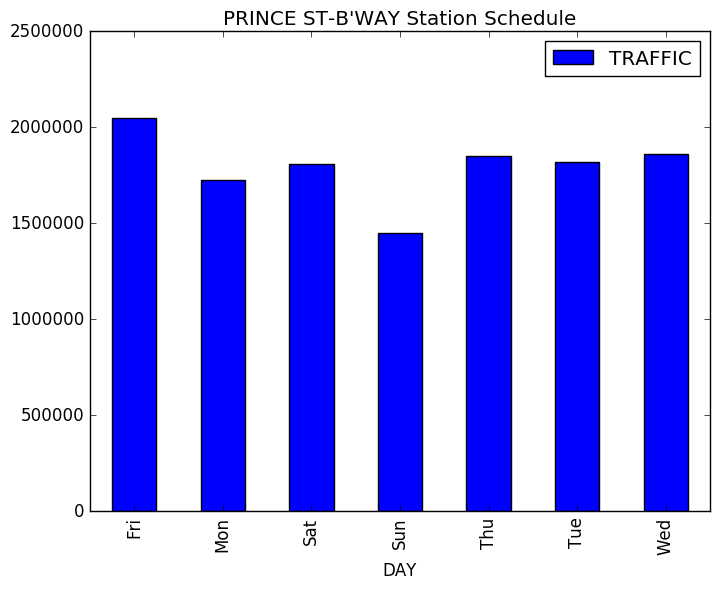 PRINCE ST-B'WAY Station Schedule
2500000
TRAFFIC
2000000
1500000
1000000
500000
0
Fri
Mon
Sat
Sun
Thu
Tue
Wed
DAY